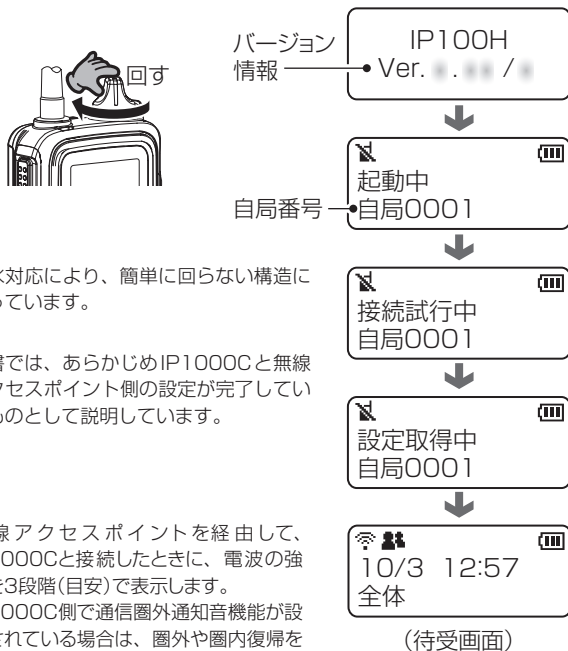 回す
バージョン
情報
IP100H
Ver.
起動中
自局0001
自局番号
接続試行中
自局0001
設定取得中
自局0001
10/3 12:57
全体
(待受画面)
水対応により、簡単に回らない構造に
っています。
書では、あらかじめIP1000Cと無線
クセスポイント側の設定が完了してい
ものとして説明しています。
線アクセスポイントを経由して、
1000Cと接続したときに、電波の強
を3段階(目安)で表示します。
1000C側で通信圏外通知音機能が設
されている場合は、圏外や圏内復帰を